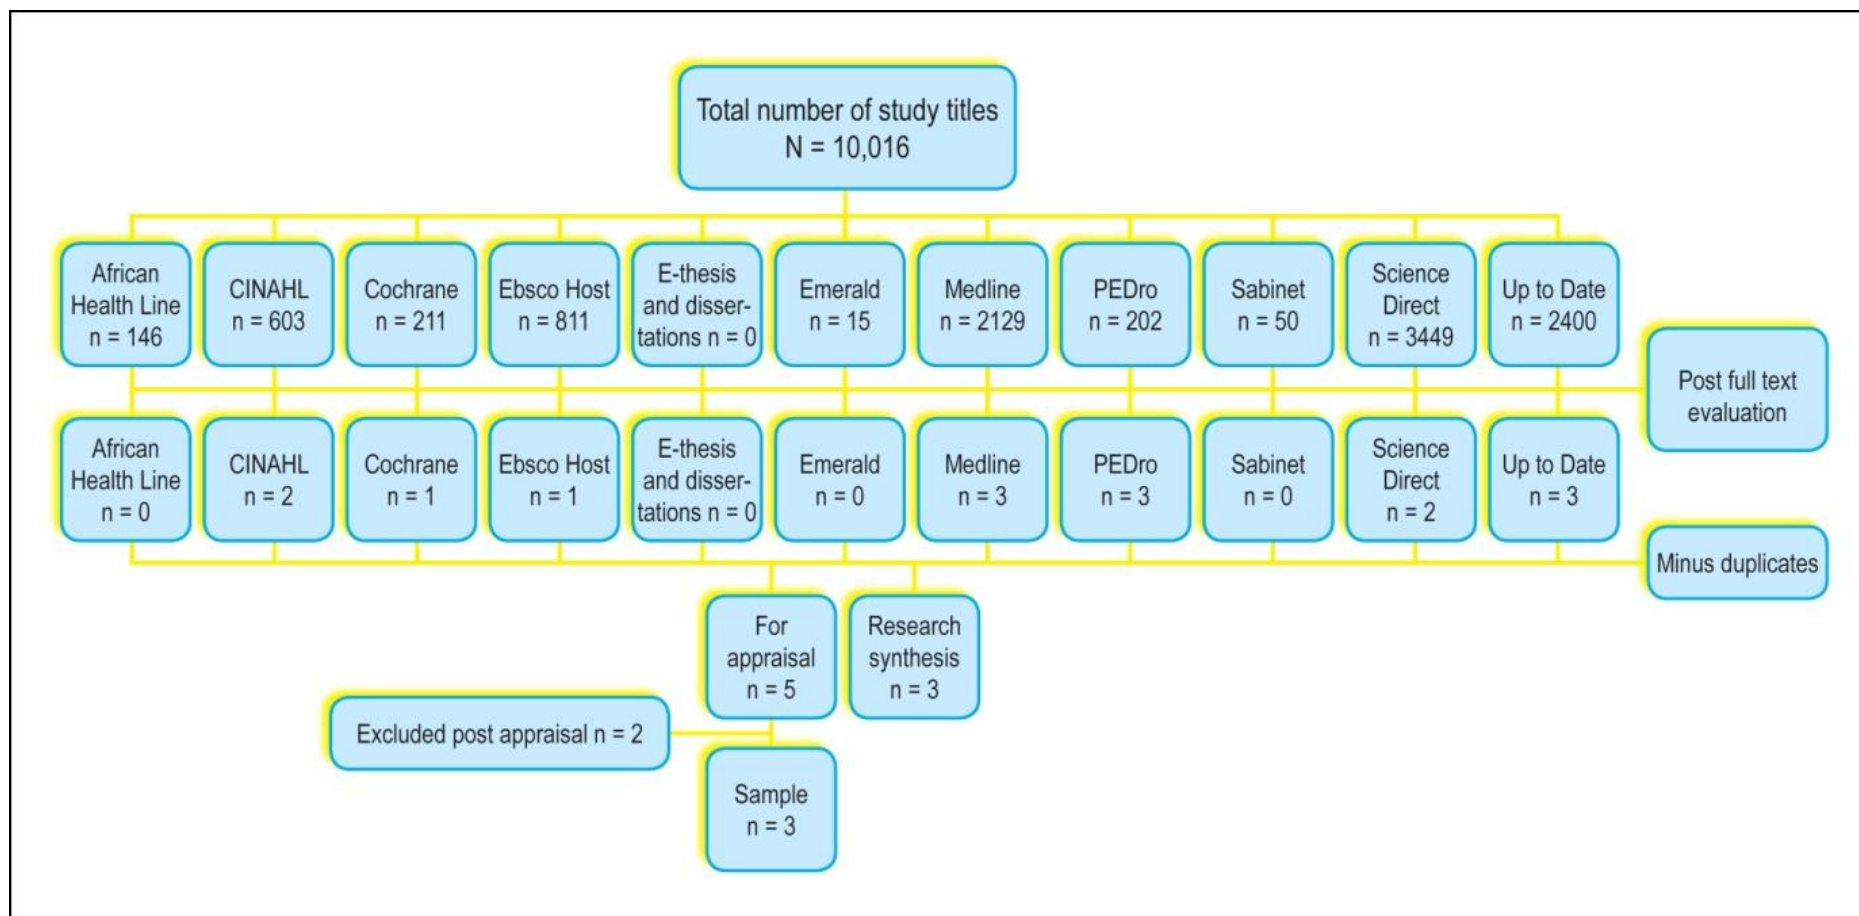 Total number of study titles
N = 10,016
African
Health Line
n = 146
CINAHL
n = 603
Cochrane
n = 211
Ebsco Host
n = 811
E-thesis
and disser-
tations n = 0
Emerald
n = 15
Medline
n = 2129
PEDro
n = 202
Sabinet
n = 50
Science
Direct
n = 3449
Up to Date
n = 2400
Post full text
evaluation
African
Health Line
n = 0
CINAHL
n = 2
Cochrane
n = 1
Ebsco Host
n = 1
E-thesis
and disser-
tations n = 0
Emerald
n = 0
Medline
n = 3
PEDro
n = 3
Sabinet
n = 0
Science
Direct
n = 2
Up to Date
n = 3
Minus duplicates
For
appraisal
n = 5
Research
synthesis
n = 3
Excluded post appraisal n = 2
Sample
n = 3